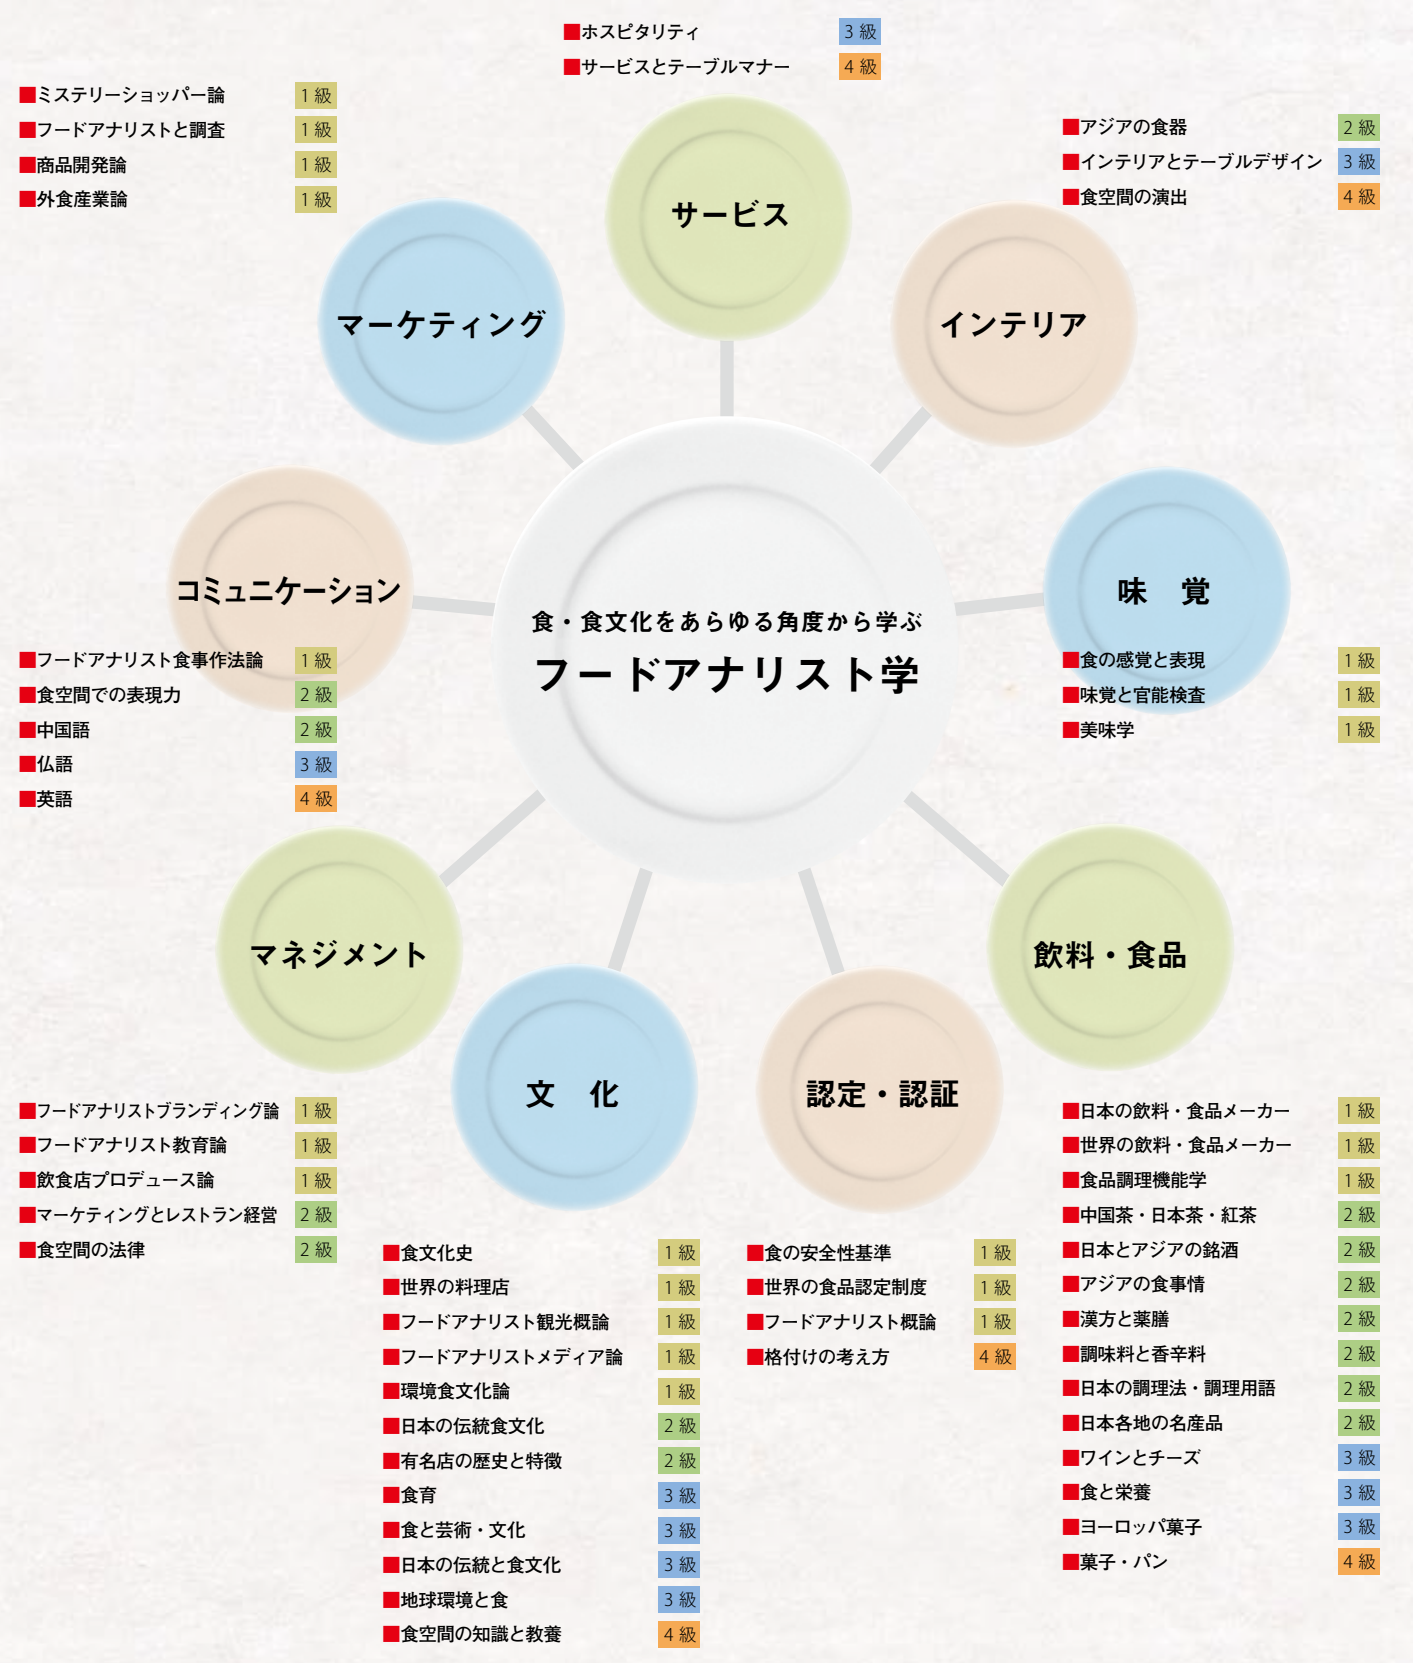 サービス
■ホスピタリティ 3 級
■サービスとテーブルマナー 4 級
インテリア
■アジアの食器 2 級
■インテリアとテーブルデザイン 3 級
■食空間の演出 4 級
マーケティング
■ミステリーショッパー論 1 級
■フードアナリストと調査 1 級
■商品開発論 1 級
■外食産業論 1 級
食・食文化をあらゆる角度から学ぶ
フードアナリスト学
コミュニケーション
■フードアナリスト食事作法論 1 級
■食空間での表現力 2 級
■中国語 2 級
■仏語 3 級
■英語 4 級
味　覚
■食の感覚と表現 1 級
■味覚と官能検査 1 級
■美味学 1 級
マネジメント
■フードアナリストブランディング論 1 級
■フードアナリスト教育論 1 級
■飲食店プロデュース論 1 級
■マーケティングとレストラン経営 2 級
■食空間の法律 2 級
文　化
■食文化史 1 級
■世界の料理店 1 級
■フードアナリスト観光概論 1 級
■フードアナリストメディア論 1 級
■環境食文化論 1 級
■日本の伝統食文化 2 級
■有名店の歴史と特徴 2 級
■食育 3 級
■食と芸術・文化 3 級
■日本の伝統と食文化 3 級
■地球環境と食 3 級
■食空間の知識と教養 4 級
認定・認証
■食の安全性基準 1 級
■世界の食品認定制度 1 級
■フードアナリスト概論 1 級
■格付けの考え方 4 級
飲料・食品
■日本の飲料・食品メーカー 1 級
■世界の飲料・食品メーカー 1 級
■食品調理機能学 1 級
■中国茶・日本茶・紅茶 2 級
■日本とアジアの銘酒 2 級
■アジアの食事情 2 級
■漢方と薬膳 2 級
■調味料と香辛料 2 級
■日本の調理法・調理用語 2 級
■日本各地の名産品 2 級
■ワインとチーズ 3 級
■食と栄養 3 級
■ヨーロッパ菓子 3 級
■菓子・パン 4 級